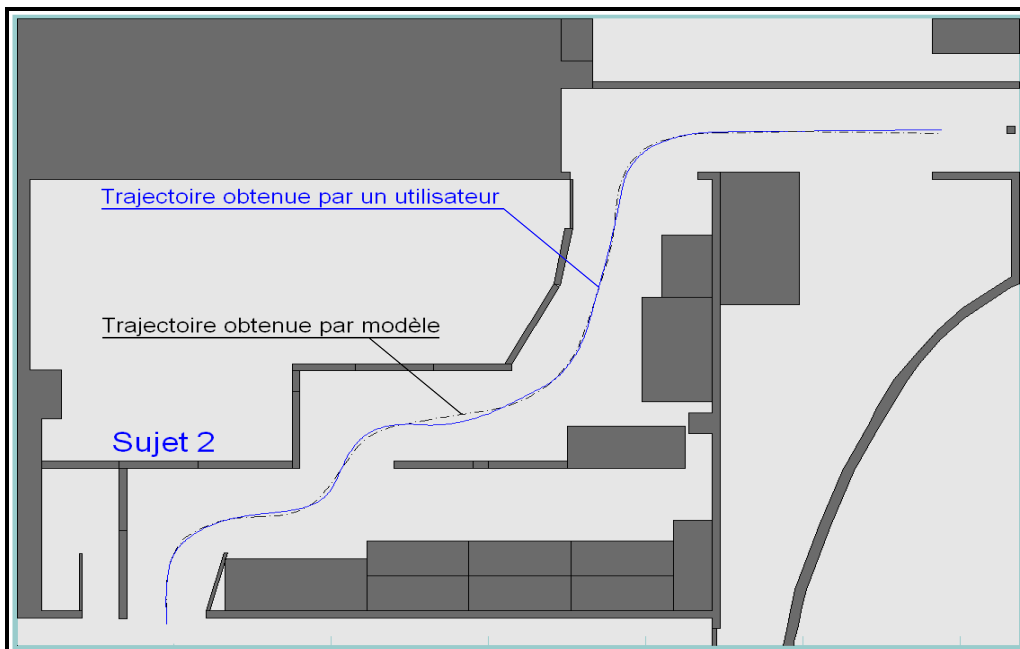 Trajectoire obtenue par un utilisateur
Trajectoire obtenue par modèle
Sujet 2